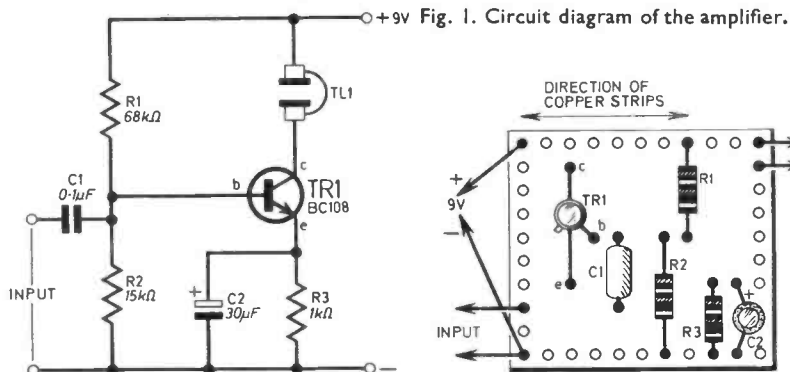 +9V Fig. 1. Circuit diagram of the amplifier.
R1
68kΩ
TL1
C1
0·1µF
b
c
e
TR1
BC108
INPUT
R2
15kΩ
+
C2
30µF
R3
1kΩ
−
DIRECTION OF
COPPER STRIPS
+
9V
−
c
TR1
b
e
C1
R1
R2
R3
+
C2
INPUT